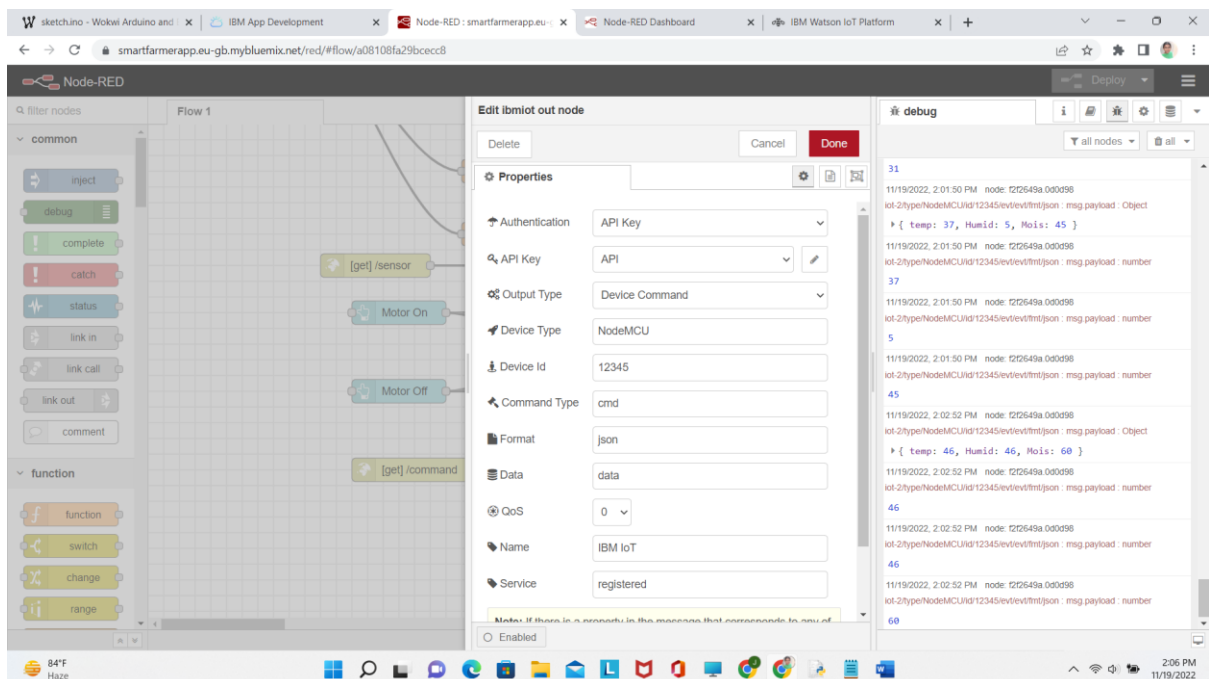 sketch.ino - Wokwi Arduino and
IBM App Development
Node-RED : smartfarmerapp.eu-
Node-RED Dashboard
IBM Watson IoT Platform
smartfarmerapp.eu-gb.mybluemix.net/red/#flow/a08108fa29bcecc8
Node-RED
Deploy
filter nodes
common
inject
debug
complete
catch
status
link in
link call
link out
comment
function
function
switch
change
range
Flow 1
[get] /sensor
Motor On
Motor Off
[get] /command
Edit ibmiot out node
Delete
Cancel
Done
Properties
Authentication API Key
API Key API
Output Type Device Command
Device Type NodeMCU
Device Id 12345
Command Type cmd
Format json
Data data
QoS 0
Name IBM IoT
Service registered
Note: If there is a property in the message that corresponds to any of
Enabled
debug
i
all nodes
all
31
11/19/2022, 2:01:50 PM node: f2f2649a.0d0d98
iot-2/type/NodeMCU/id/12345/evt/evt/fmt/json : msg.payload : Object
{ temp: 37, Humid: 5, Mois: 45 }
11/19/2022, 2:01:50 PM node: f2f2649a.0d0d98
iot-2/type/NodeMCU/id/12345/evt/evt/fmt/json : msg.payload : number
37
11/19/2022, 2:01:50 PM node: f2f2649a.0d0d98
iot-2/type/NodeMCU/id/12345/evt/evt/fmt/json : msg.payload : number
5
11/19/2022, 2:01:50 PM node: f2f2649a.0d0d98
iot-2/type/NodeMCU/id/12345/evt/evt/fmt/json : msg.payload : number
45
11/19/2022, 2:02:52 PM node: f2f2649a.0d0d98
iot-2/type/NodeMCU/id/12345/evt/evt/fmt/json : msg.payload : Object
{ temp: 46, Humid: 46, Mois: 60 }
11/19/2022, 2:02:52 PM node: f2f2649a.0d0d98
iot-2/type/NodeMCU/id/12345/evt/evt/fmt/json : msg.payload : number
46
11/19/2022, 2:02:52 PM node: f2f2649a.0d0d98
iot-2/type/NodeMCU/id/12345/evt/evt/fmt/json : msg.payload : number
46
11/19/2022, 2:02:52 PM node: f2f2649a.0d0d98
iot-2/type/NodeMCU/id/12345/evt/evt/fmt/json : msg.payload : number
60
84°F
Haze
2:06 PM
11/19/2022